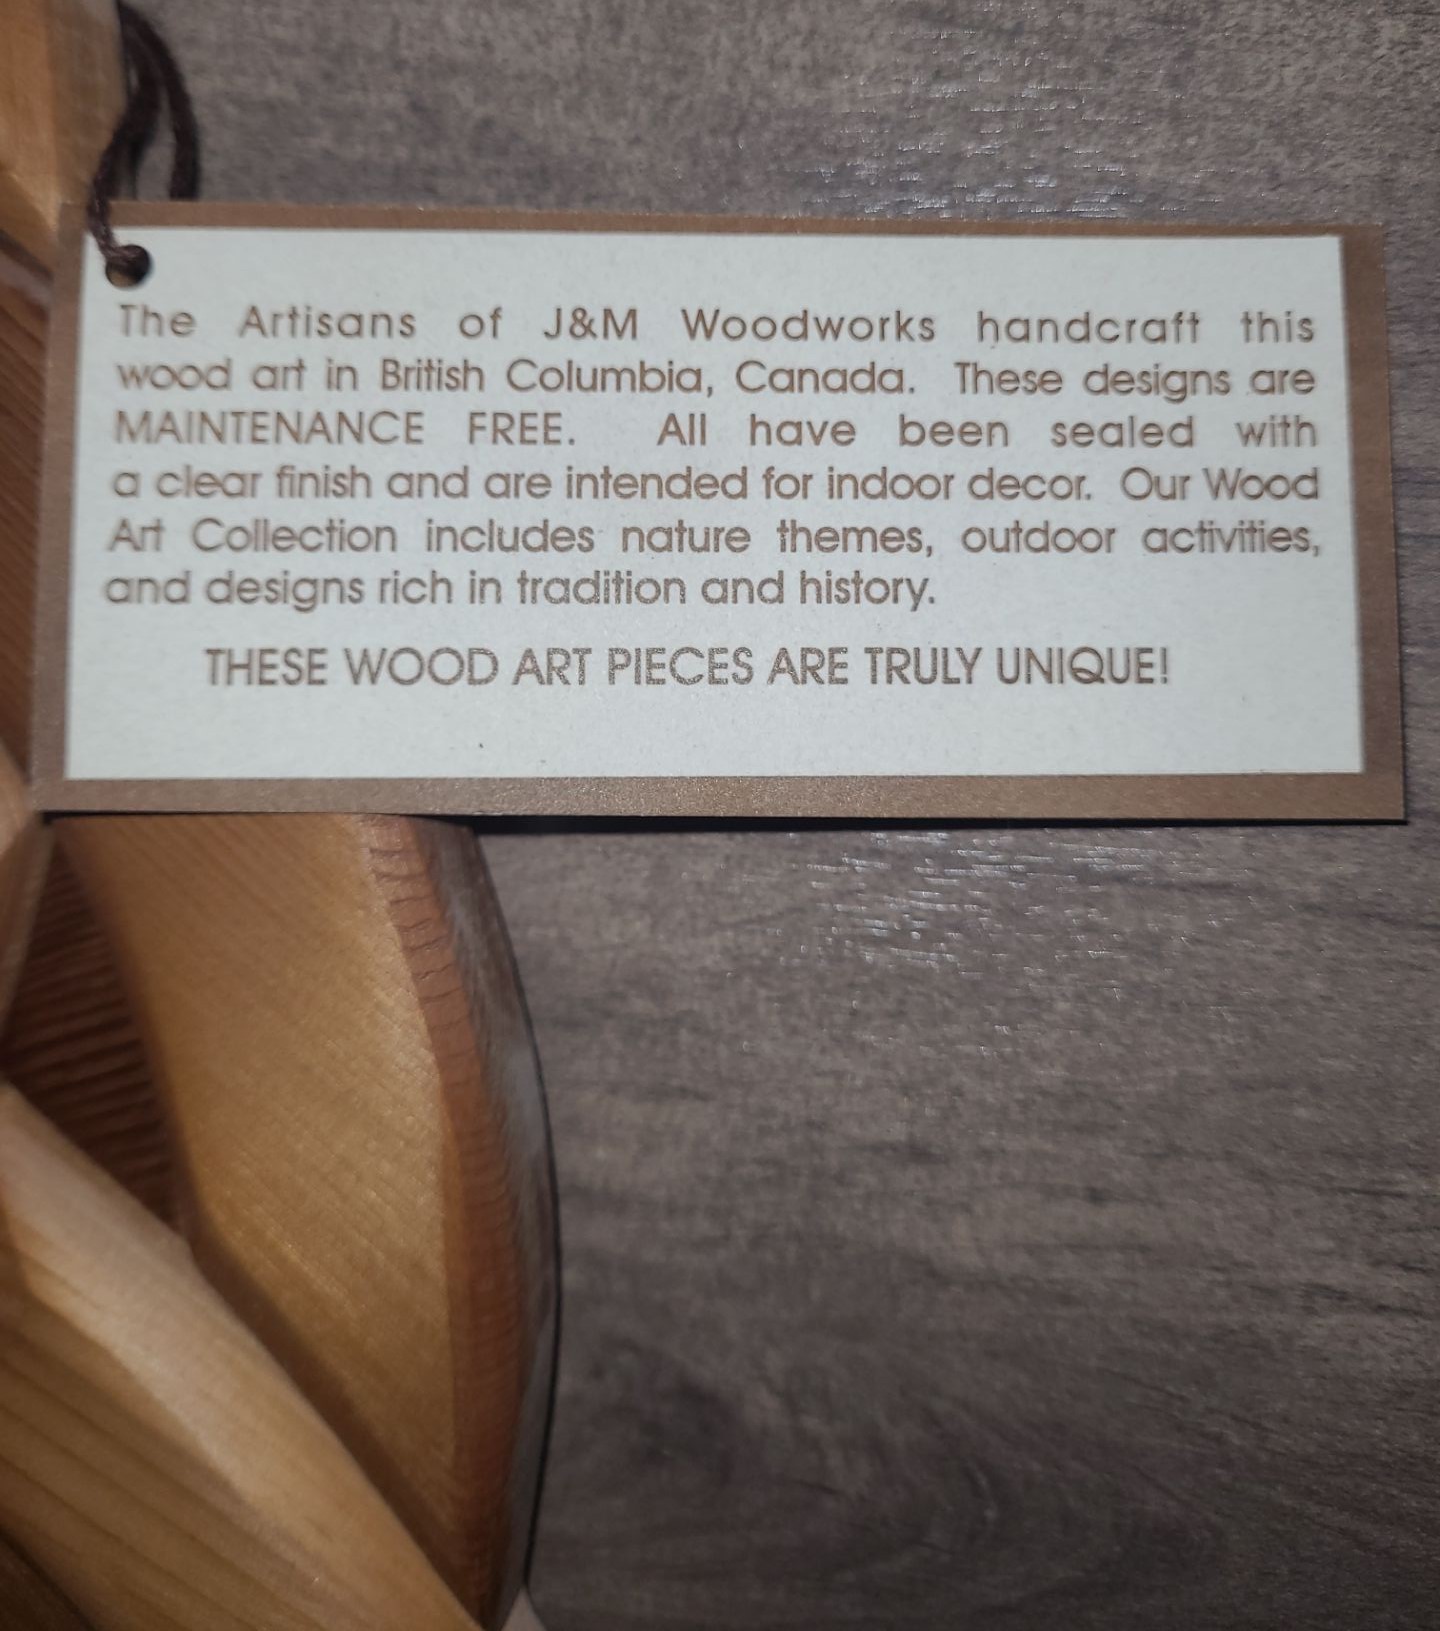 The Artisans of J&M Woodworks handcraft this
wood art in British Columbia, Canada. These designs are
MAINTENANCE FREE. All have been sealed with
a clear finish and are intended for indoor decor. Our Wood
Art Collection includes nature themes, outdoor activities,
and designs rich in tradition and history.
THESE WOOD ART PIECES ARE TRULY UNIQUE!